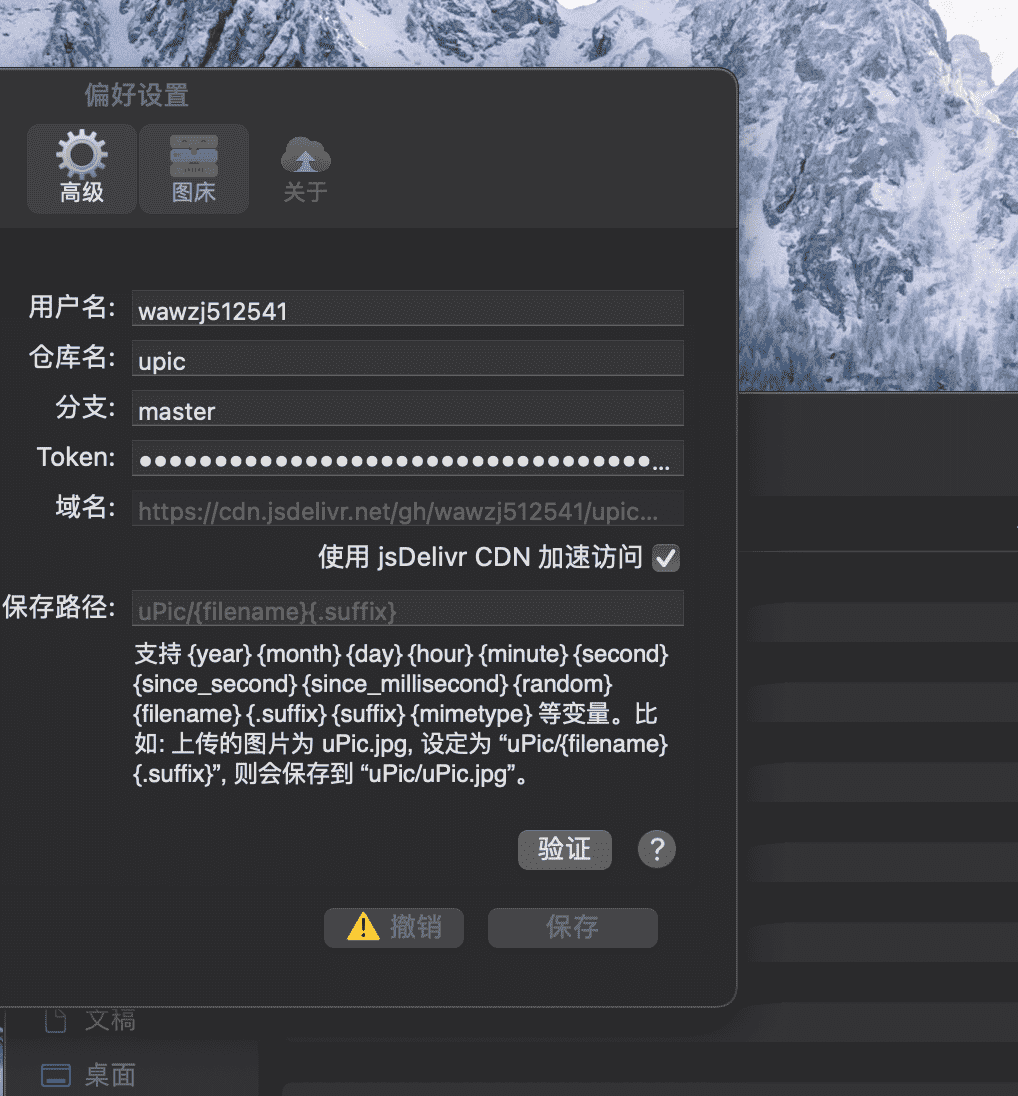 偏好设置
高级
图床
关于
用户名:
wawzj512541
仓库名:
upic
分支:
master
Token:
●●●●●●●●●●●●●●●●●●●●●●●●●●●●●●●●●●...
域名:
https://cdn.jsdelivr.net/gh/wawzj512541/upic...
使用 jsDelivr CDN 加速访问
保存路径:
uPic/{filename}{.suffix}
支持 {year} {month} {day} {hour} {minute} {second}
{since_second} {since_millisecond} {random}
{filename} {.suffix} {suffix} {mimetype} 等变量。比
如: 上传的图片为 uPic.jpg, 设定为 “uPic/{filename}
{.suffix}”, 则会保存到 “uPic/uPic.jpg”。
验证
?
撤销
保存
文稿
桌面